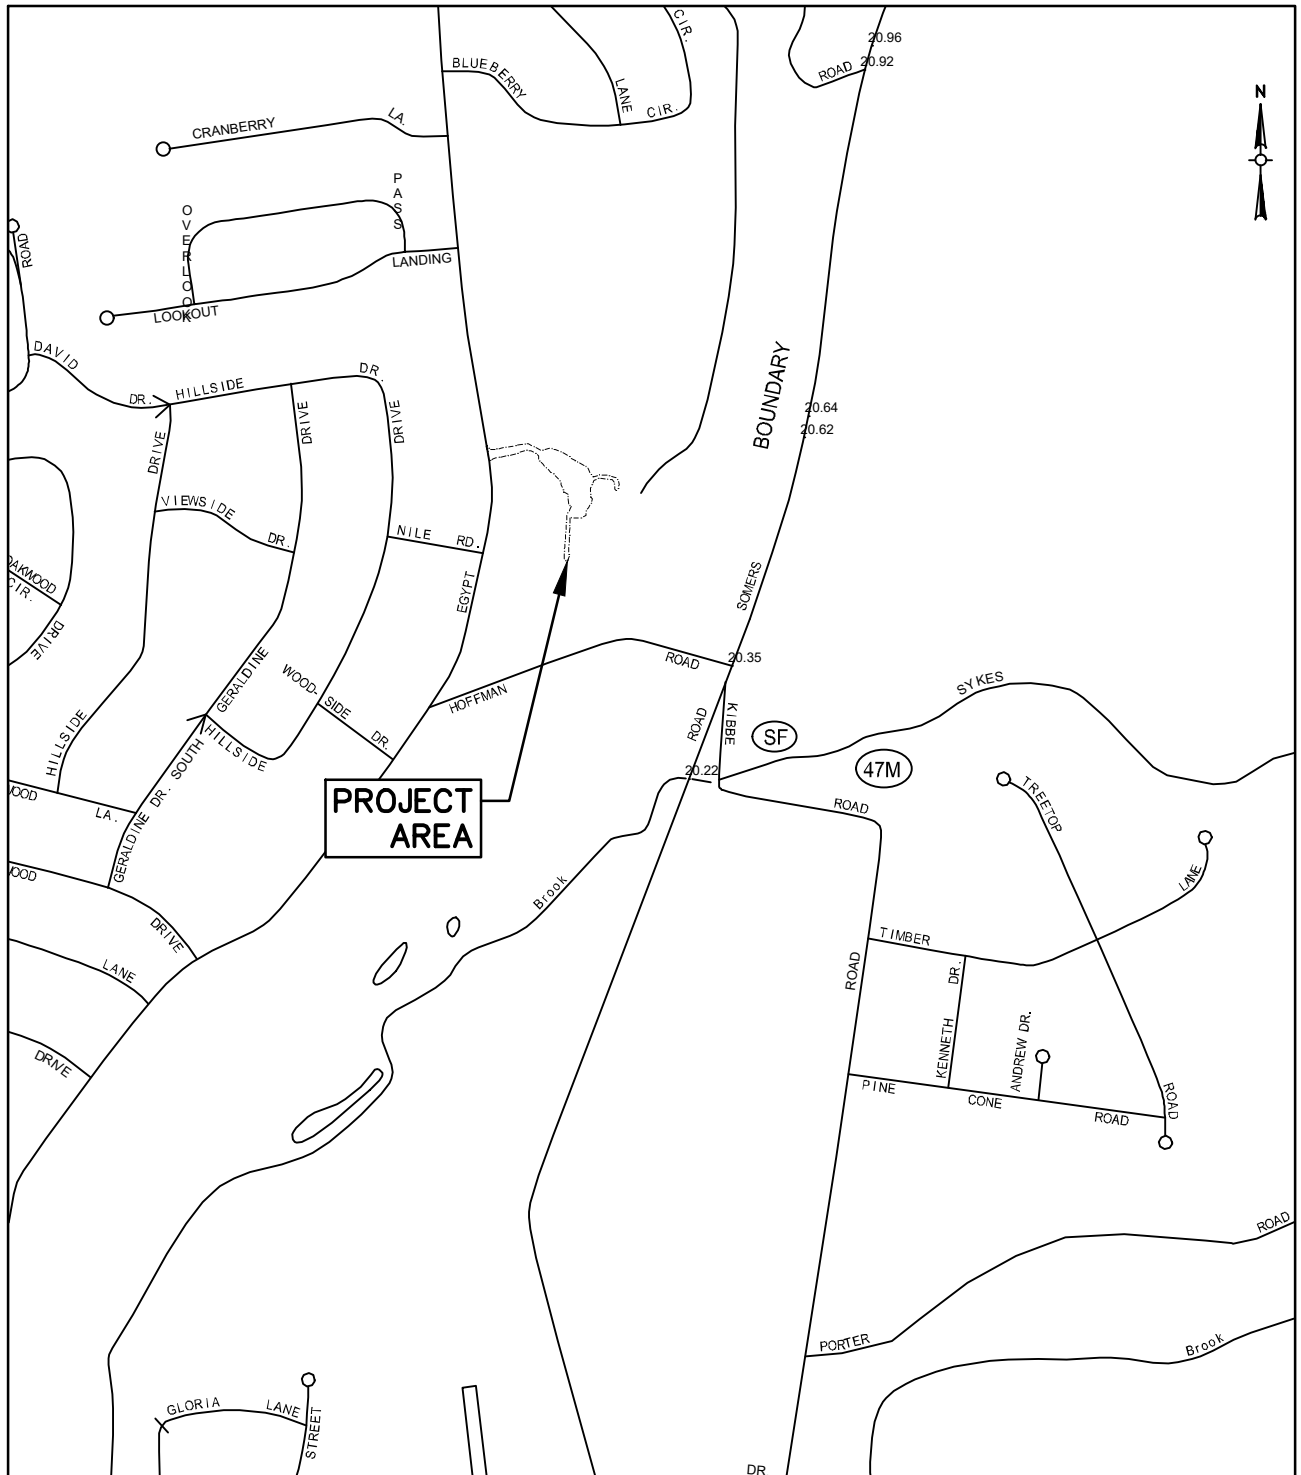 CIR.
20.96
20.92
ROAD
BLUEBERRY
LANE
CIR.
N
CRANBERRY
LA.
PASS
OVERLOOK
ROAD
LANDING
LOOKOUT
DAVID
DR.
HILLSIDE
DR.
BOUNDARY
20.64
20.62
DRIVE
DRIVE
DRIVE
VIEWSIDE
DR.
NILE
RD.
EGYPT
SOMERS
OAKWOOD
CIR.
DRIVE
ROAD
20.35
GERALDINE
WOOD-
SIDE
DR.
HOFFMAN
SYKES
KIBBE
ROAD
SF
HILLSIDE
HILLSIDE
47M
20.22
PROJECT
AREA
ROAD
TREETOP
OOD
LA.
GERALDINE DR. SOUTH
OOD
LANE
Brook
DRIVE
TIMBER
LANE
ROAD
DR.
KENNETH
ANDREW DR.
DRIVE
PINE
CONE
ROAD
ROAD
ROAD
PORTER
Brook
GLORIA
LANE
STREET
DR